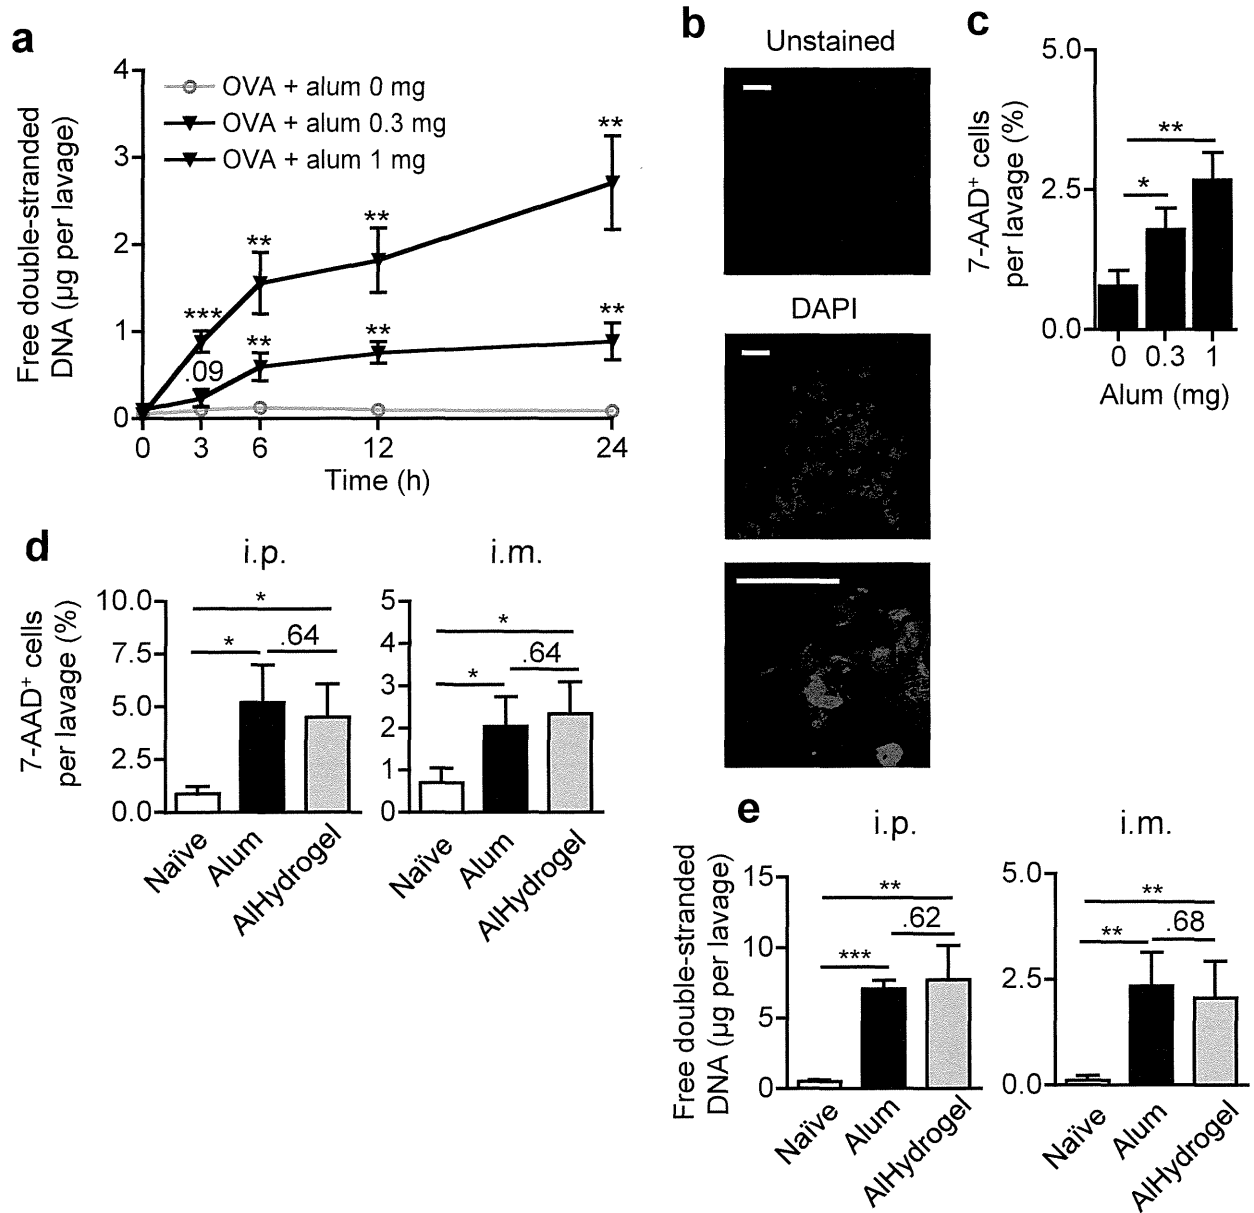 a
Free double-stranded
DNA (µg per lavage)
4
3
2
1
0
OVA + alum 0 mg
OVA + alum 0.3 mg
OVA + alum 1 mg
**
**
**
***
**
**
**
.09
0
3
6
12
24
Time (h)
b
Unstained
DAPI
c
7-AAD⁺ cells
per lavage (%)
5.0
2.5
0.0
**
*
0
0.3
1
Alum (mg)
d
i.p.
7-AAD⁺ cells
per lavage (%)
10.0
7.5
5.0
2.5
0.0
*
*
.64
Naïve
Alum
AlHydrogel
i.m.
5
4
3
2
1
0
*
*
.64
Naïve
Alum
AlHydrogel
e
i.p.
Free double-stranded
DNA (µg per lavage)
15
10
5
0
**
.62
***
Naïve
Alum
AlHydrogel
i.m.
5.0
2.5
0.0
**
.68
**
Naïve
Alum
AlHydrogel